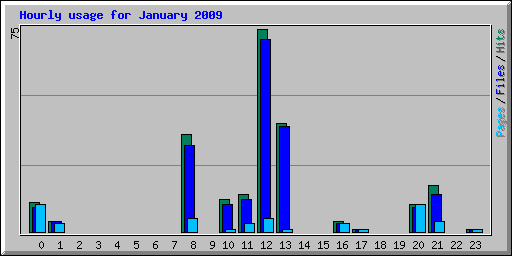 Hourly usage for January 2009
75
Pages/Files/Hits
0 1 2 3 4 5 6 7 8 9 10 11 12 13 14 15 16 17 18 19 20 21 22 23